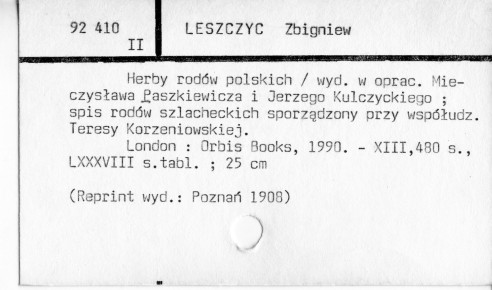 92 410 LESZCZYC Zbigniew
II
Herby rodów polskich / wyd. w oprac. Mie-
czysława Paszkiewicza i Jerzego Kulczyckiego ;
spis rodów szlacheckich sporządzony przy współudz.
Teresy Korzeniowskiej.
London : Orbis Books, 1990. - XIII,480 s.,
LXXXVIII s.tabl. ; 25 cm
(Reprint wyd.: Poznań 1908)